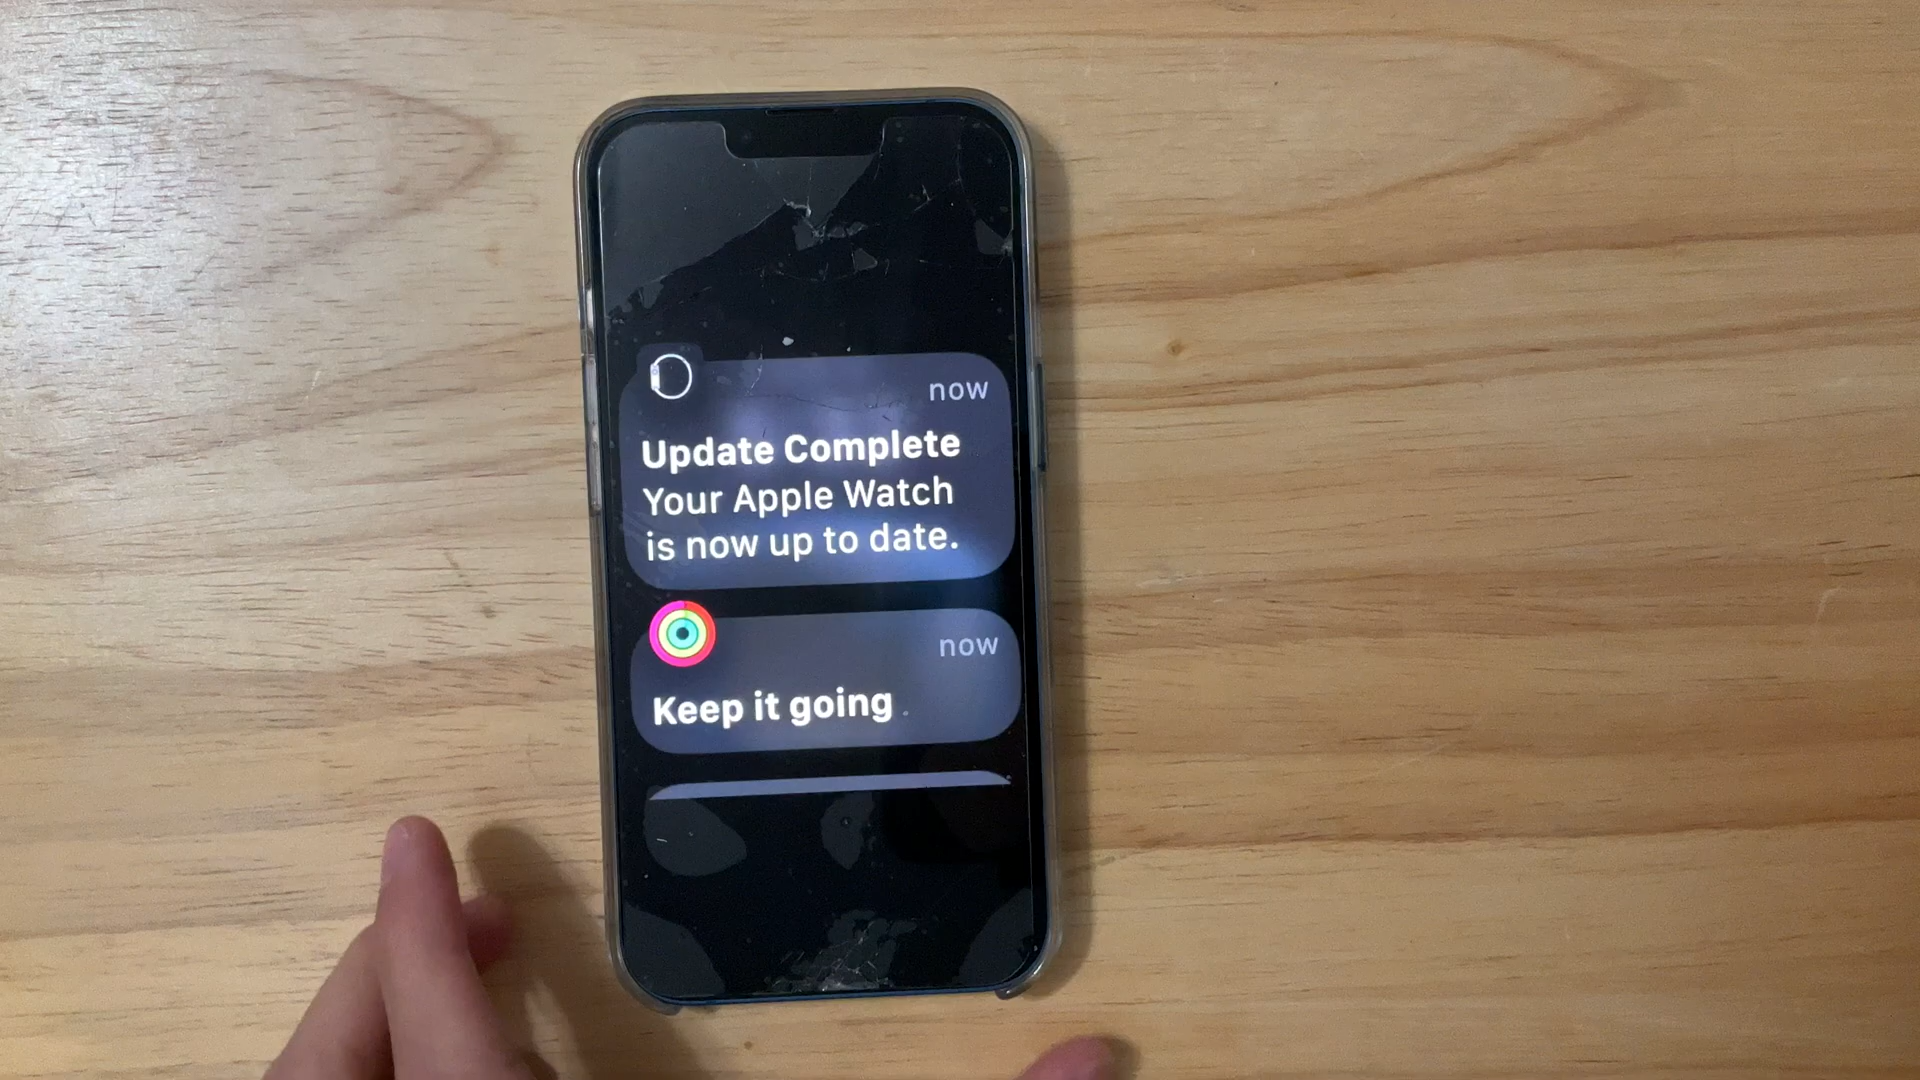 now
Update Complete
Your Apple Watch
is now up to date.
now
Keep it going